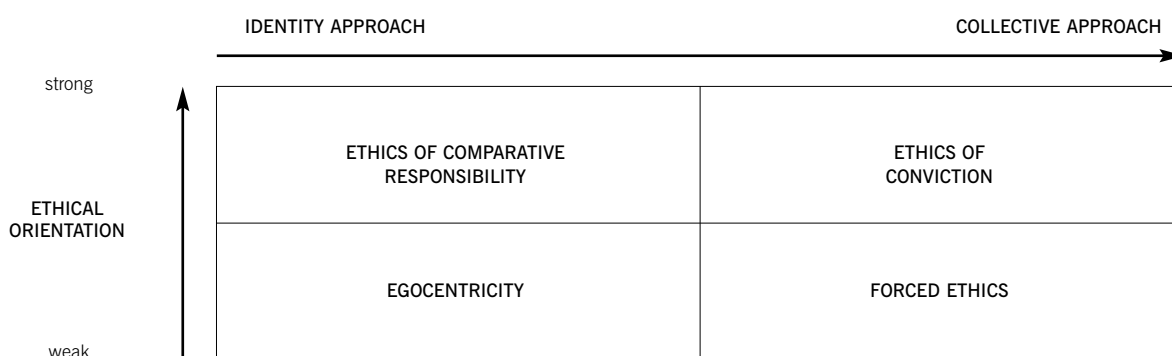 IDENTITY APPROACH
COLLECTIVE APPROACH
strong
ETHICS OF COMPARATIVE
RESPONSIBILITY
ETHICS OF
CONVICTION
ETHICAL
ORIENTATION
EGOCENTRICITY
FORCED ETHICS
weak